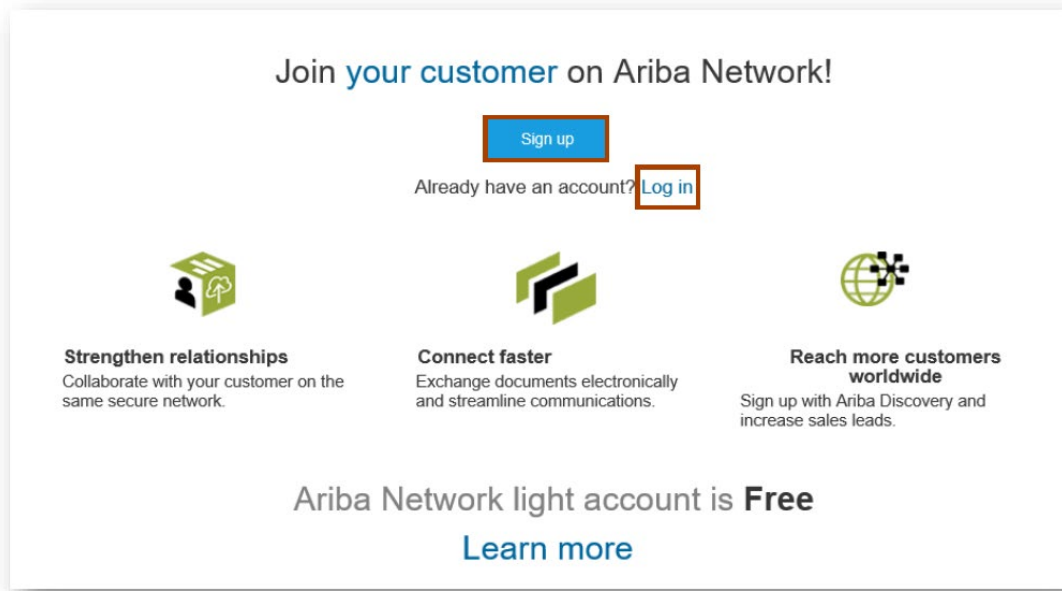 Join your customer on Ariba Network!
Sign up
Already have an account? Log in
Strengthen relationships
Collaborate with your customer on the
same secure network.
Connect faster
Exchange documents electronically
and streamline communications.
Reach more customers
worldwide
Sign up with Ariba Discovery and
increase sales leads.
Ariba Network light account is Free
Learn more